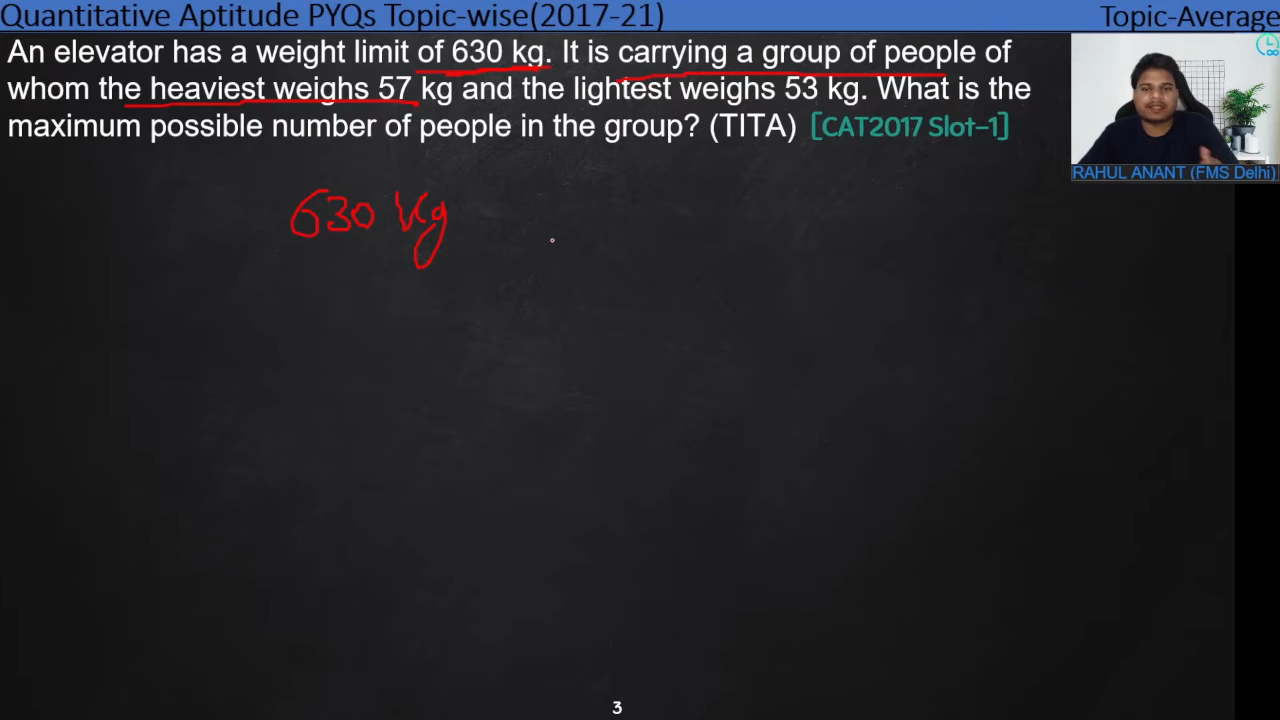 Quantitative Aptitude PYQs Topic-wise(2017-21)
Topic-Average
An elevator has a weight limit of 630 kg. It is carrying a group of people of
whom the heaviest weighs 57 kg and the lightest weighs 53 kg. What is the
maximum possible number of people in the group? (TITA) [CAT2017 Slot-1]
RAHUL ANANT (FMS Delhi)
630 Kg
3